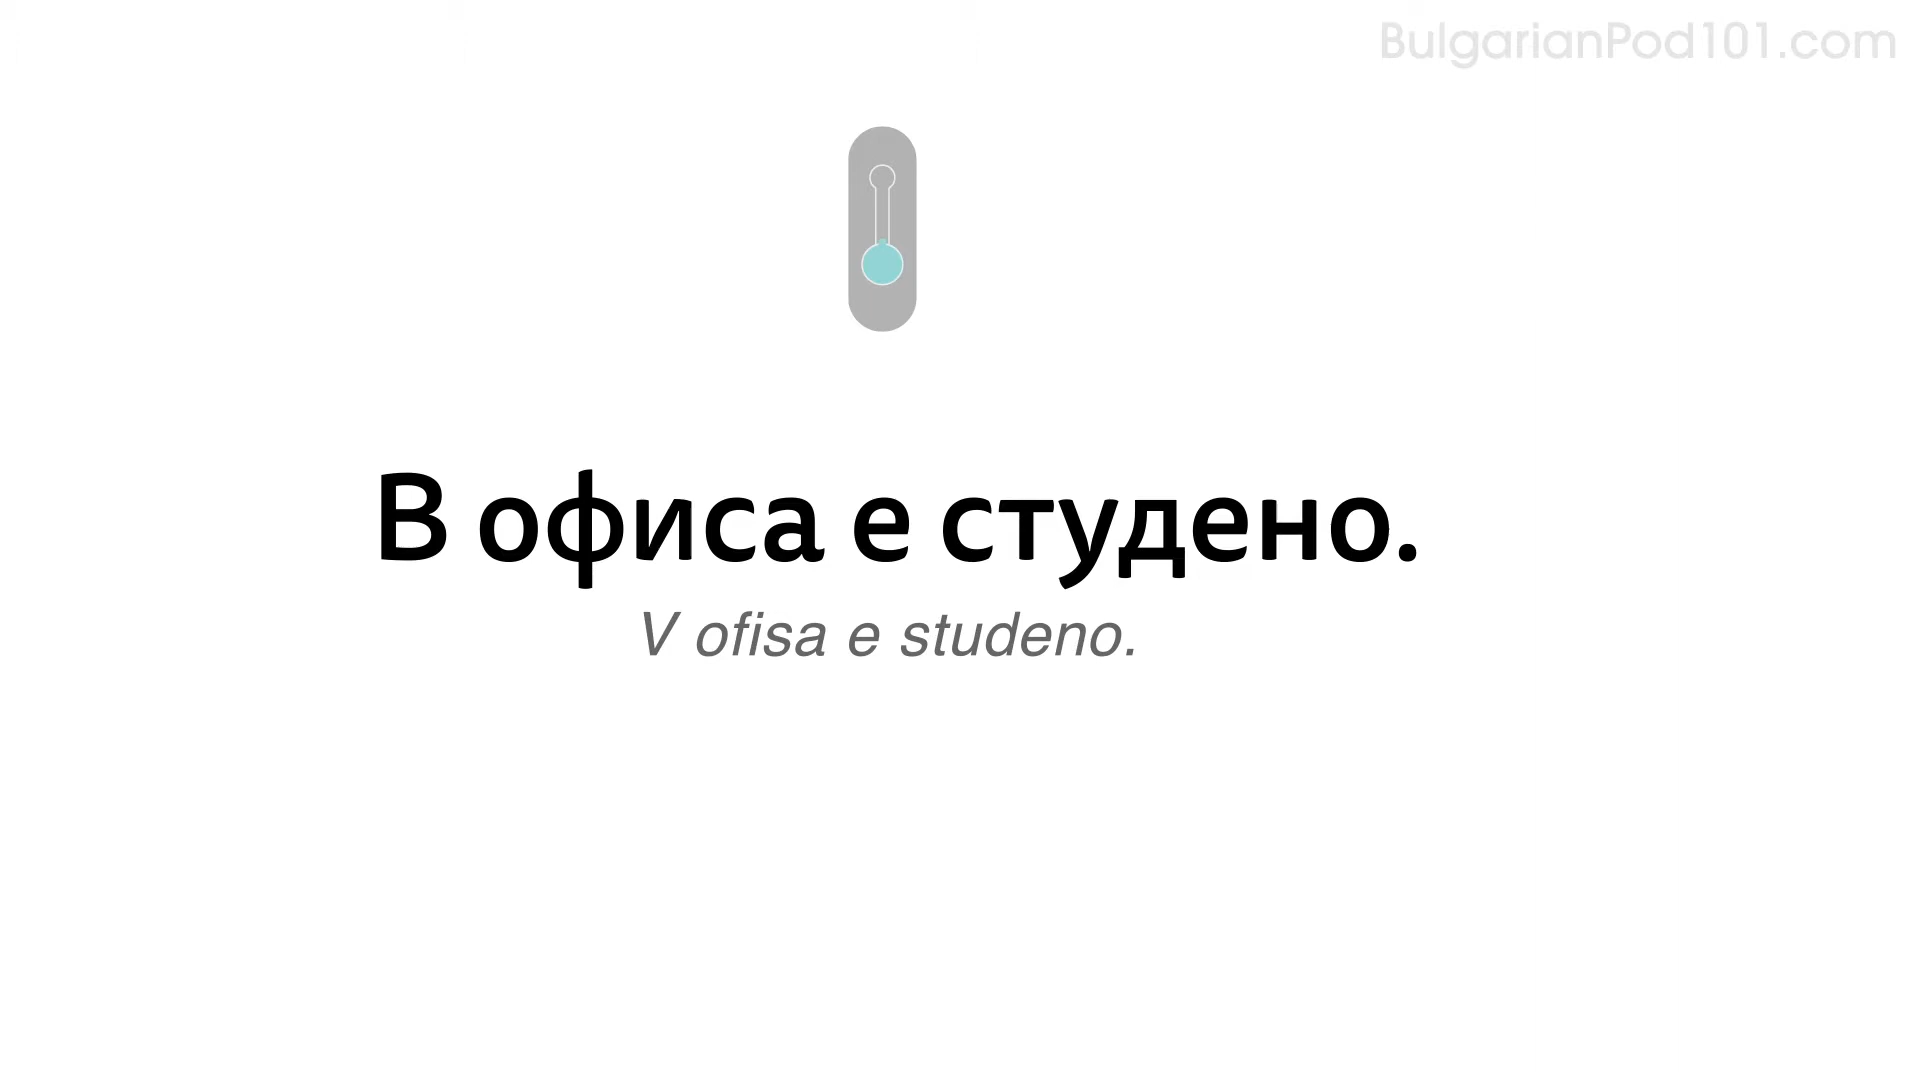 BulgarianPod101.com
В офиса е студено.
V ofisa e studeno.